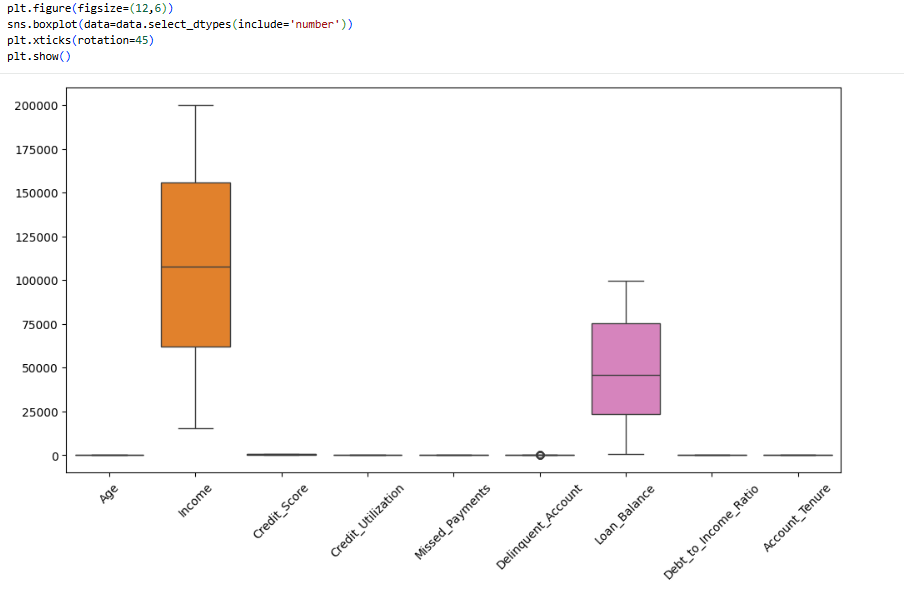 plt.figure(figsize=(12,6))
sns.boxplot(data=data.select_dtypes(include='number'))
plt.xticks(rotation=45)
plt.show()
200000
175000
150000
125000
100000
75000
50000
25000
0
Age
Income
Credit_Score
Credit_Utilization
Missed_Payments
Delinquent_Account
Loan_Balance
Debt_to_Income_Ratio
Account_Tenure